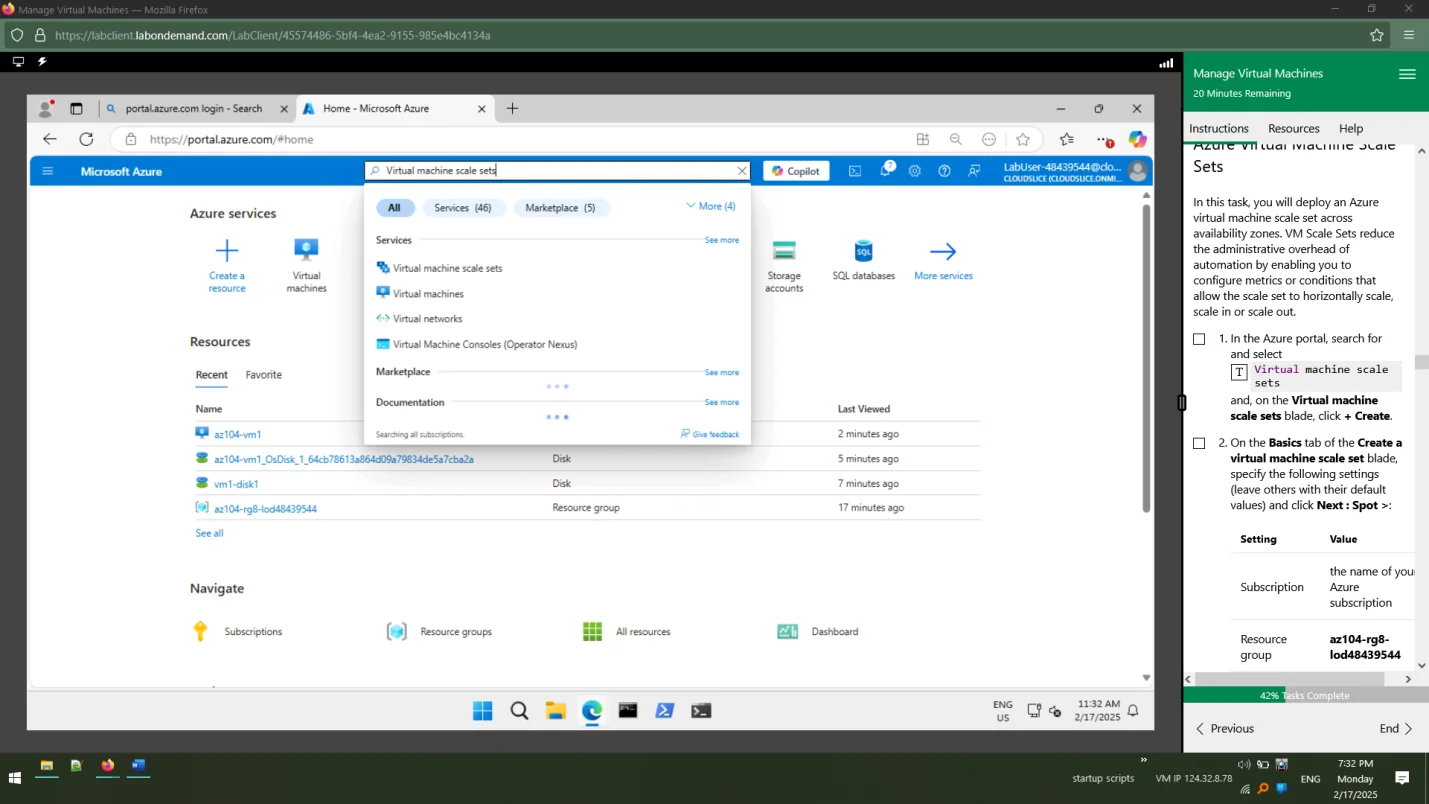 Manage Virtual Machines — Mozilla Firefox
https://labclient.labondemand.com/LabClient/45574486-5bf4-4ea2-9155-985e4bc4134a
portal.azure.com login - Search
Home - Microsoft Azure
https://portal.azure.com/#home
Microsoft Azure
Virtual machine scale sets
Copilot
7
LabUser-48439544@clo...
CLOUDSLICE (CLOUDSLICE.ONMI...
All
Services (46)
Marketplace (5)
More (4)
Services
See more
Virtual machine scale sets
Virtual machines
Virtual networks
Virtual Machine Consoles (Operator Nexus)
Marketplace
See more
Documentation
See more
Searching all subscriptions.
Give feedback
Azure services
Create a
resource
Virtual
machines
Storage
accounts
SQL
SQL databases
More services
Resources
Recent
Favorite
Name
Last Viewed
az104-vm1
2 minutes ago
az104-vm1_OsDisk_1_64cb78613a864d09a79834de5a7cba2a
Disk
5 minutes ago
vm1-disk1
Disk
7 minutes ago
az104-rg8-lod48439544
Resource group
17 minutes ago
See all
Navigate
Subscriptions
Resource groups
All resources
Dashboard
ENG
US
11:32 AM
2/17/2025
Manage Virtual Machines
20 Minutes Remaining
Instructions
Resources
Help
Azure Virtual Machine Scale
Sets
In this task, you will deploy an Azure
virtual machine scale set across
availability zones. VM Scale Sets reduce
the administrative overhead of
automation by enabling you to
configure metrics or conditions that
allow the scale set to horizontally scale,
scale in or scale out.
1. In the Azure portal, search for
and select
T
Virtual machine scale
sets
and, on the Virtual machine
scale sets blade, click + Create.
2. On the Basics tab of the Create a
virtual machine scale set blade,
specify the following settings
(leave others with their default
values) and click Next : Spot >:
Setting
Value
Subscription
the name of you
Azure
subscription
Resource
group
az104-rg8-
lod48439544
42% Tasks Complete
Previous
End
startup scripts
VM IP 124.32.8.78
ENG
7:32 PM
Monday
2/17/2025